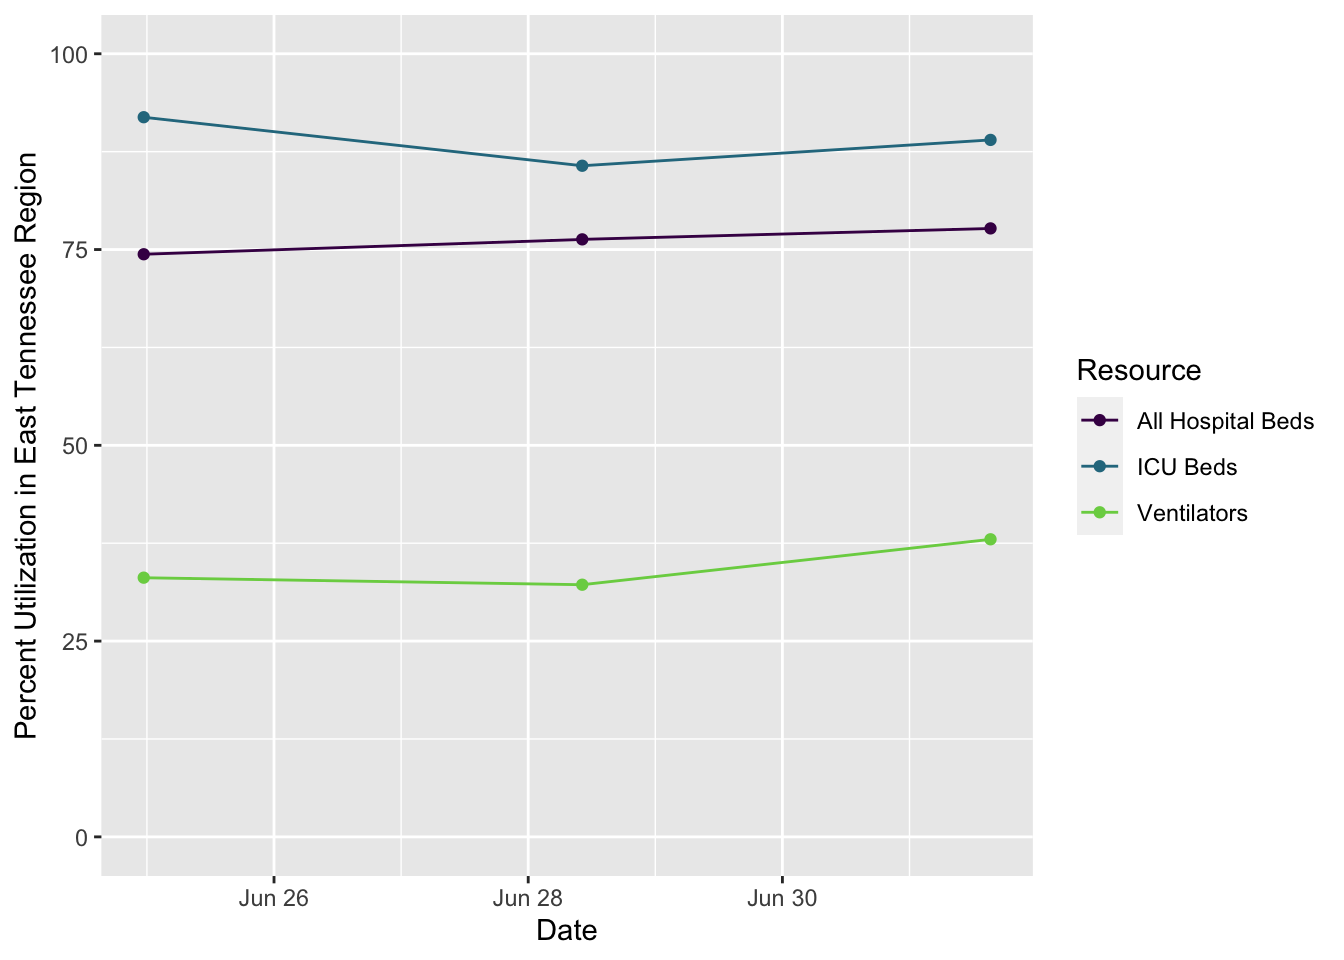 Percent Utilization in East Tennessee Region
100
75
50
25
0
Jun 26
Jun 28
Jun 30
Date
Resource
All Hospital Beds
ICU Beds
Ventilators